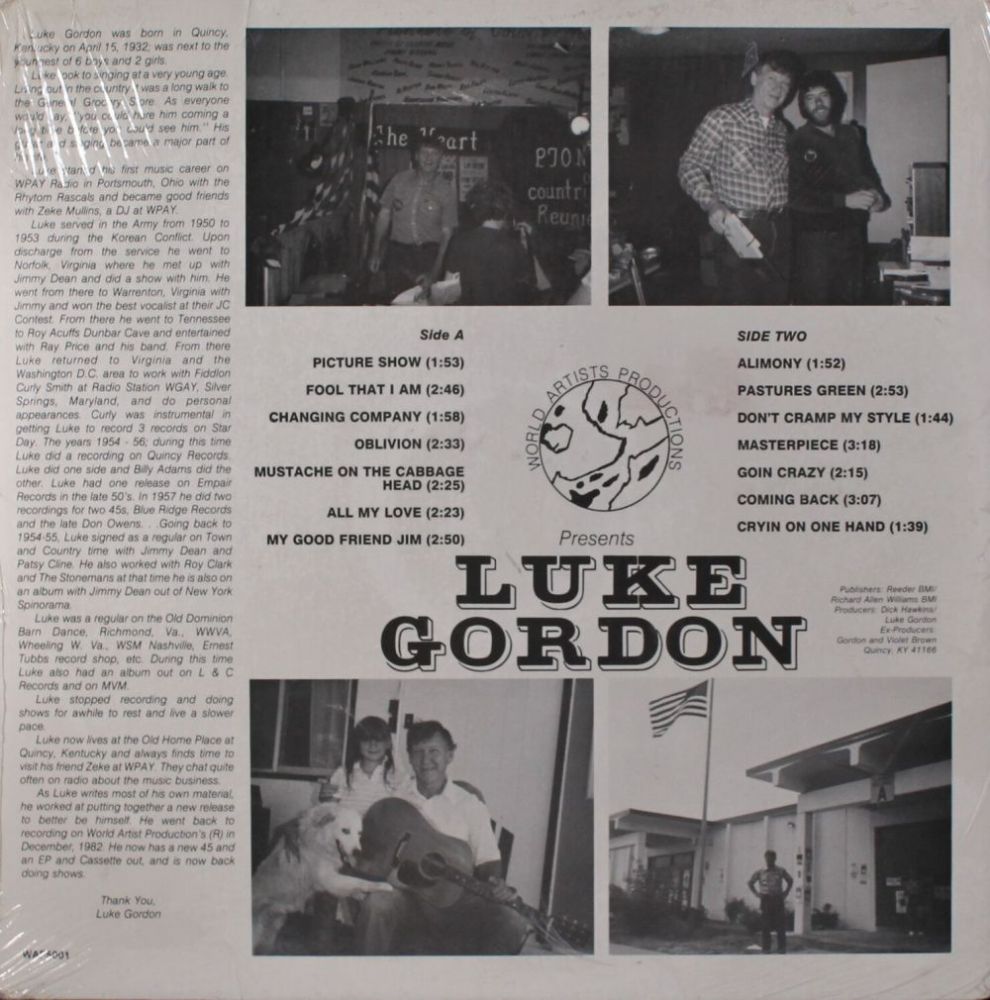 Luke Gordon was born in Quincy,
Kentucky on April 15, 1932; was next to the
youngest of 6 boys and 2 girls.
Luke took to singing at a very young age.
Living out in the country it was a long walk to
the General Grocery Store. As everyone
would say, "you could hare him coming a
long time before you could see him." His
guitar and singing became a major part of
his
Luke started his first music career on
WPAY Radio in Portsmouth, Ohio with the
Rhytom Rascals and became good friends
with Zeke Mullins, a DJ at WPAY.
Luke served in the Army from 1950 to
1953 during the Korean Conflict. Upon
discharge from the service he went to
Norfolk, Virginia where he met up with
Jimmy Dean and did a show with him. He
went from there to Warrenton, Virginia with
Jimmy and won the best vocalist at their JC
Contest. From there he went to Tennessee
to Roy Acuffs Dunbar Cave and entertained
with Ray Price and his band. From there
Luke returned to Virginia and the
Washington D.C. area to work with Fiddlon
Curly Smith at Radio Station WGAY, Silver
Springs, Maryland, and do personal
appearances. Curly was instrumental in
getting Luke to record 3 records on Star
Day. The years 1954 - 56; during this time
Luke did a recording on Quincy Records.
Luke did one side and Billy Adams did the
other. Luke had one release on Empair
Records in the late 50's. In 1957 he did two
recordings for two 45s, Blue Ridge Records
and the late Don Owens. . .Going back to
1954-55, Luke signed as a regular on Town
and Country time with Jimmy Dean and
Patsy Cline. He also worked with Roy Clark
and The Stonemans at that time he is also on
an album with Jimmy Dean out of New York
Spinorama.
Luke was a regular on the Old Dominion
Barn Dance, Richmond, Va., WWVA,
Wheeling W. Va., WSM Nashville, Ernest
Tubbs record shop, etc. During this time
Luke also had an album out on L & C
Records and on MVM.
Luke stopped recording and doing
shows for awhile to rest and live a slower
pace.
Luke now lives at the Old Home Place at
Quincy, Kentucky and always finds time to
visit his friend Zeke at WPAY. They chat quite
often on radio about the music business.
As Luke writes most of his own material,
he worked at putting together a new release
to better be himself. He went back to
recording on World Artist Production's (R) in
December, 1982. He now has a new 45 and
an EP and Cassette out, and is now back
doing shows.
Thank You,
Luke Gordon
The Heart
PION
countr
Reuni
Side A
PICTURE SHOW (1:53)
FOOL THAT I AM (2:46)
CHANGING COMPANY (1:58)
OBLIVION (2:33)
MUSTACHE ON THE CABBAGE
HEAD (2:25)
ALL MY LOVE (2:23)
MY GOOD FRIEND JIM (2:50)
WORLD ARTISTS PRODUCTIONS
SIDE TWO
ALIMONY (1:52)
PASTURES GREEN (2:53)
DON'T CRAMP MY STYLE (1:44)
MASTERPIECE (3:18)
GOIN CRAZY (2:15)
COMING BACK (3:07)
CRYIN ON ONE HAND (1:39)
Presents
LUKE
GORDON
Publishers: Reeder BMI/
Richard Allen Williams BMI
Producers: Dick Hawkins/
Luke Gordon
Ex-Producers:
Gordon and Violet Brown
Quincy, KY 41166